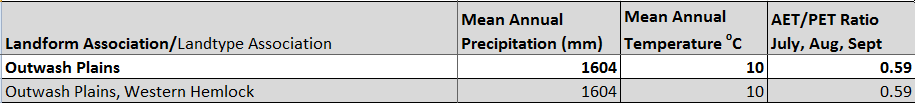 Landform Association/Landtype Association Mean Annual Precipitation (mm) Mean Annual Temperature °C AET/PET Ratio July, Aug, Sept
Outwash Plains 1604 10 0.59
Outwash Plains, Western Hemlock 1604 10 0.59